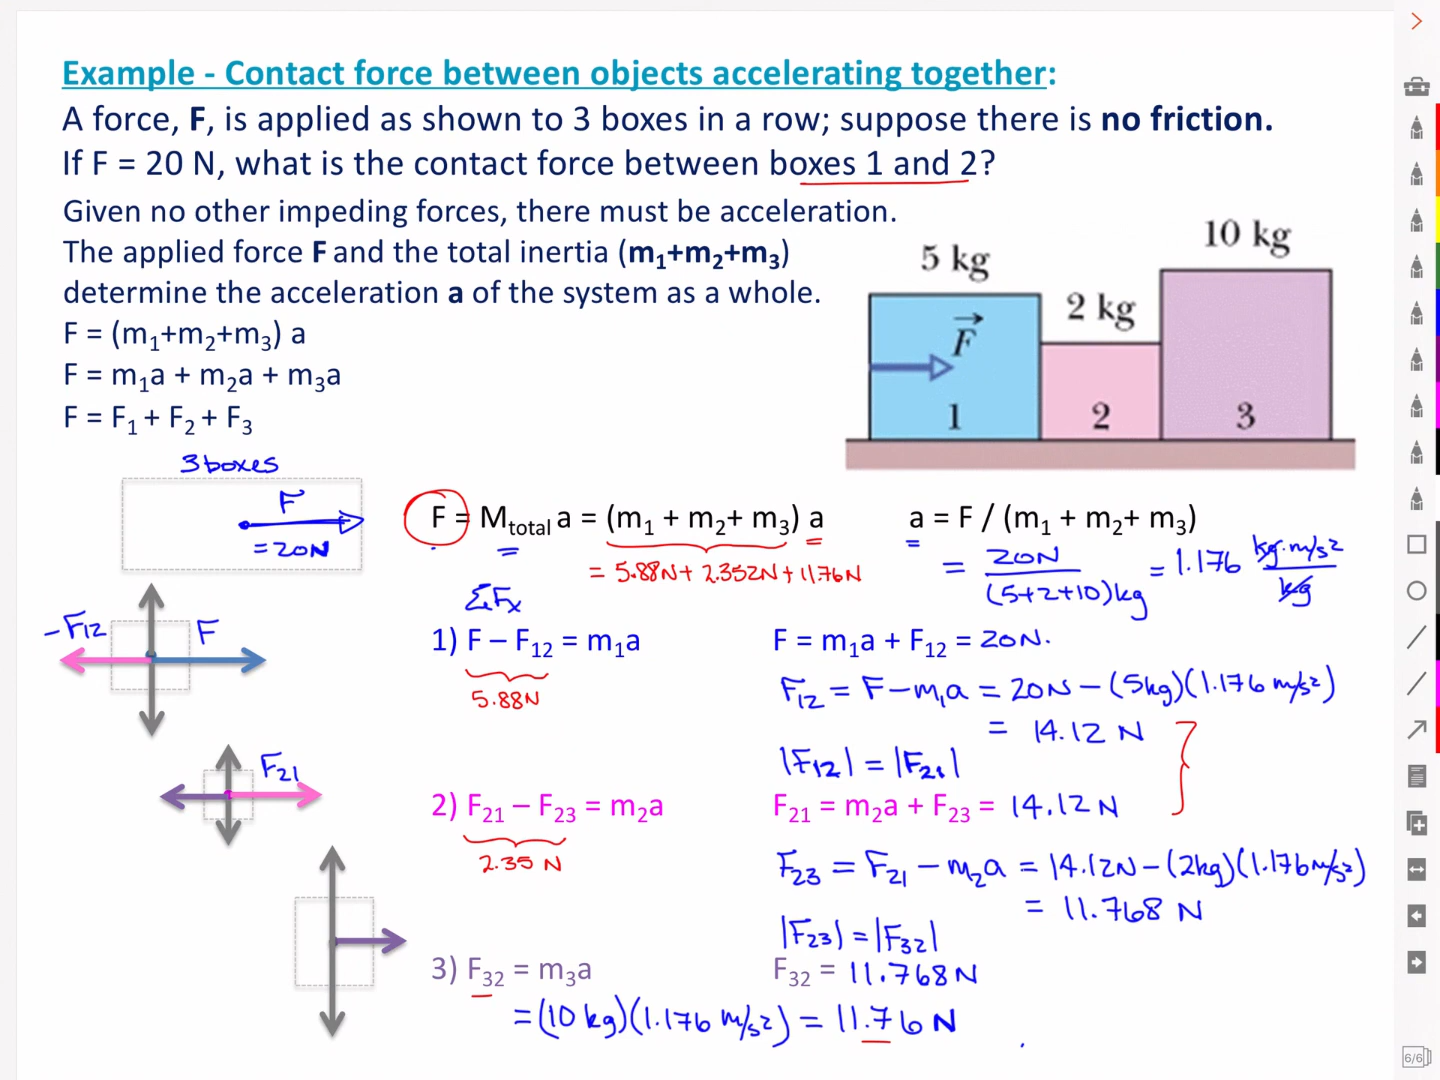 Example - Contact force between objects accelerating together:
A force, F, is applied as shown to 3 boxes in a row; suppose there is no friction.
If F = 20 N, what is the contact force between boxes 1 and 2?
Given no other impeding forces, there must be acceleration.
The applied force F and the total inertia (m₁+m₂+m₃)
determine the acceleration a of the system as a whole.
F = (m₁+m₂+m₃) a
F = m₁a + m₂a + m₃a
F = F₁ + F₂ + F₃
5 kg
2 kg
10 kg
F⃗
1
2
3
3 boxes
F
= 20N
F = M_total a = (m₁ + m₂+ m₃) a
= 5.88N + 2.352N + 11.76N
a = F / (m₁ + m₂+ m₃)
= 20N / (5+2+10)kg = 1.176 kg·m/s² / kg
ΣFx
-F₁₂
F
1) F – F₁₂ = m₁a
5.88N
F = m₁a + F₁₂ = 20N.
F₁₂ = F - m₁a = 20N - (5kg)(1.176 m/s²)
= 14.12 N
|F₁₂| = |F₂₁|
F₂₁
2) F₂₁ – F₂₃ = m₂a
2.35 N
F₂₁ = m₂a + F₂₃ = 14.12 N
F₂₃ = F₂₁ - m₂a = 14.12N - (2kg)(1.176 m/s²)
= 11.768 N
|F₂₃| = |F₃₂|
3) F₃₂ = m₃a
F₃₂ = 11.768 N
= (10 kg)(1.176 m/s²) = 11.76 N
6/6